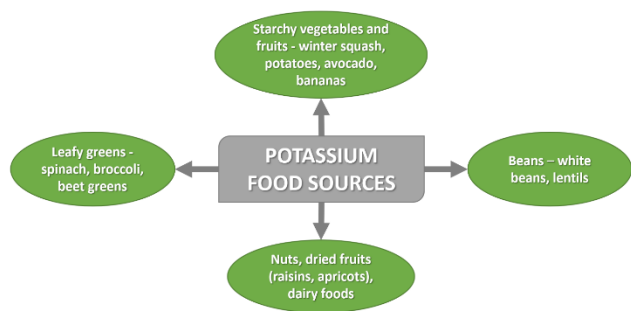 Starchy vegetables and
fruits - winter squash,
potatoes, avocado,
bananas
Leafy greens -
spinach, broccoli,
beet greens
POTASSIUM
FOOD SOURCES
Beans – white
beans, lentils
Nuts, dried fruits
(raisins, apricots),
dairy foods